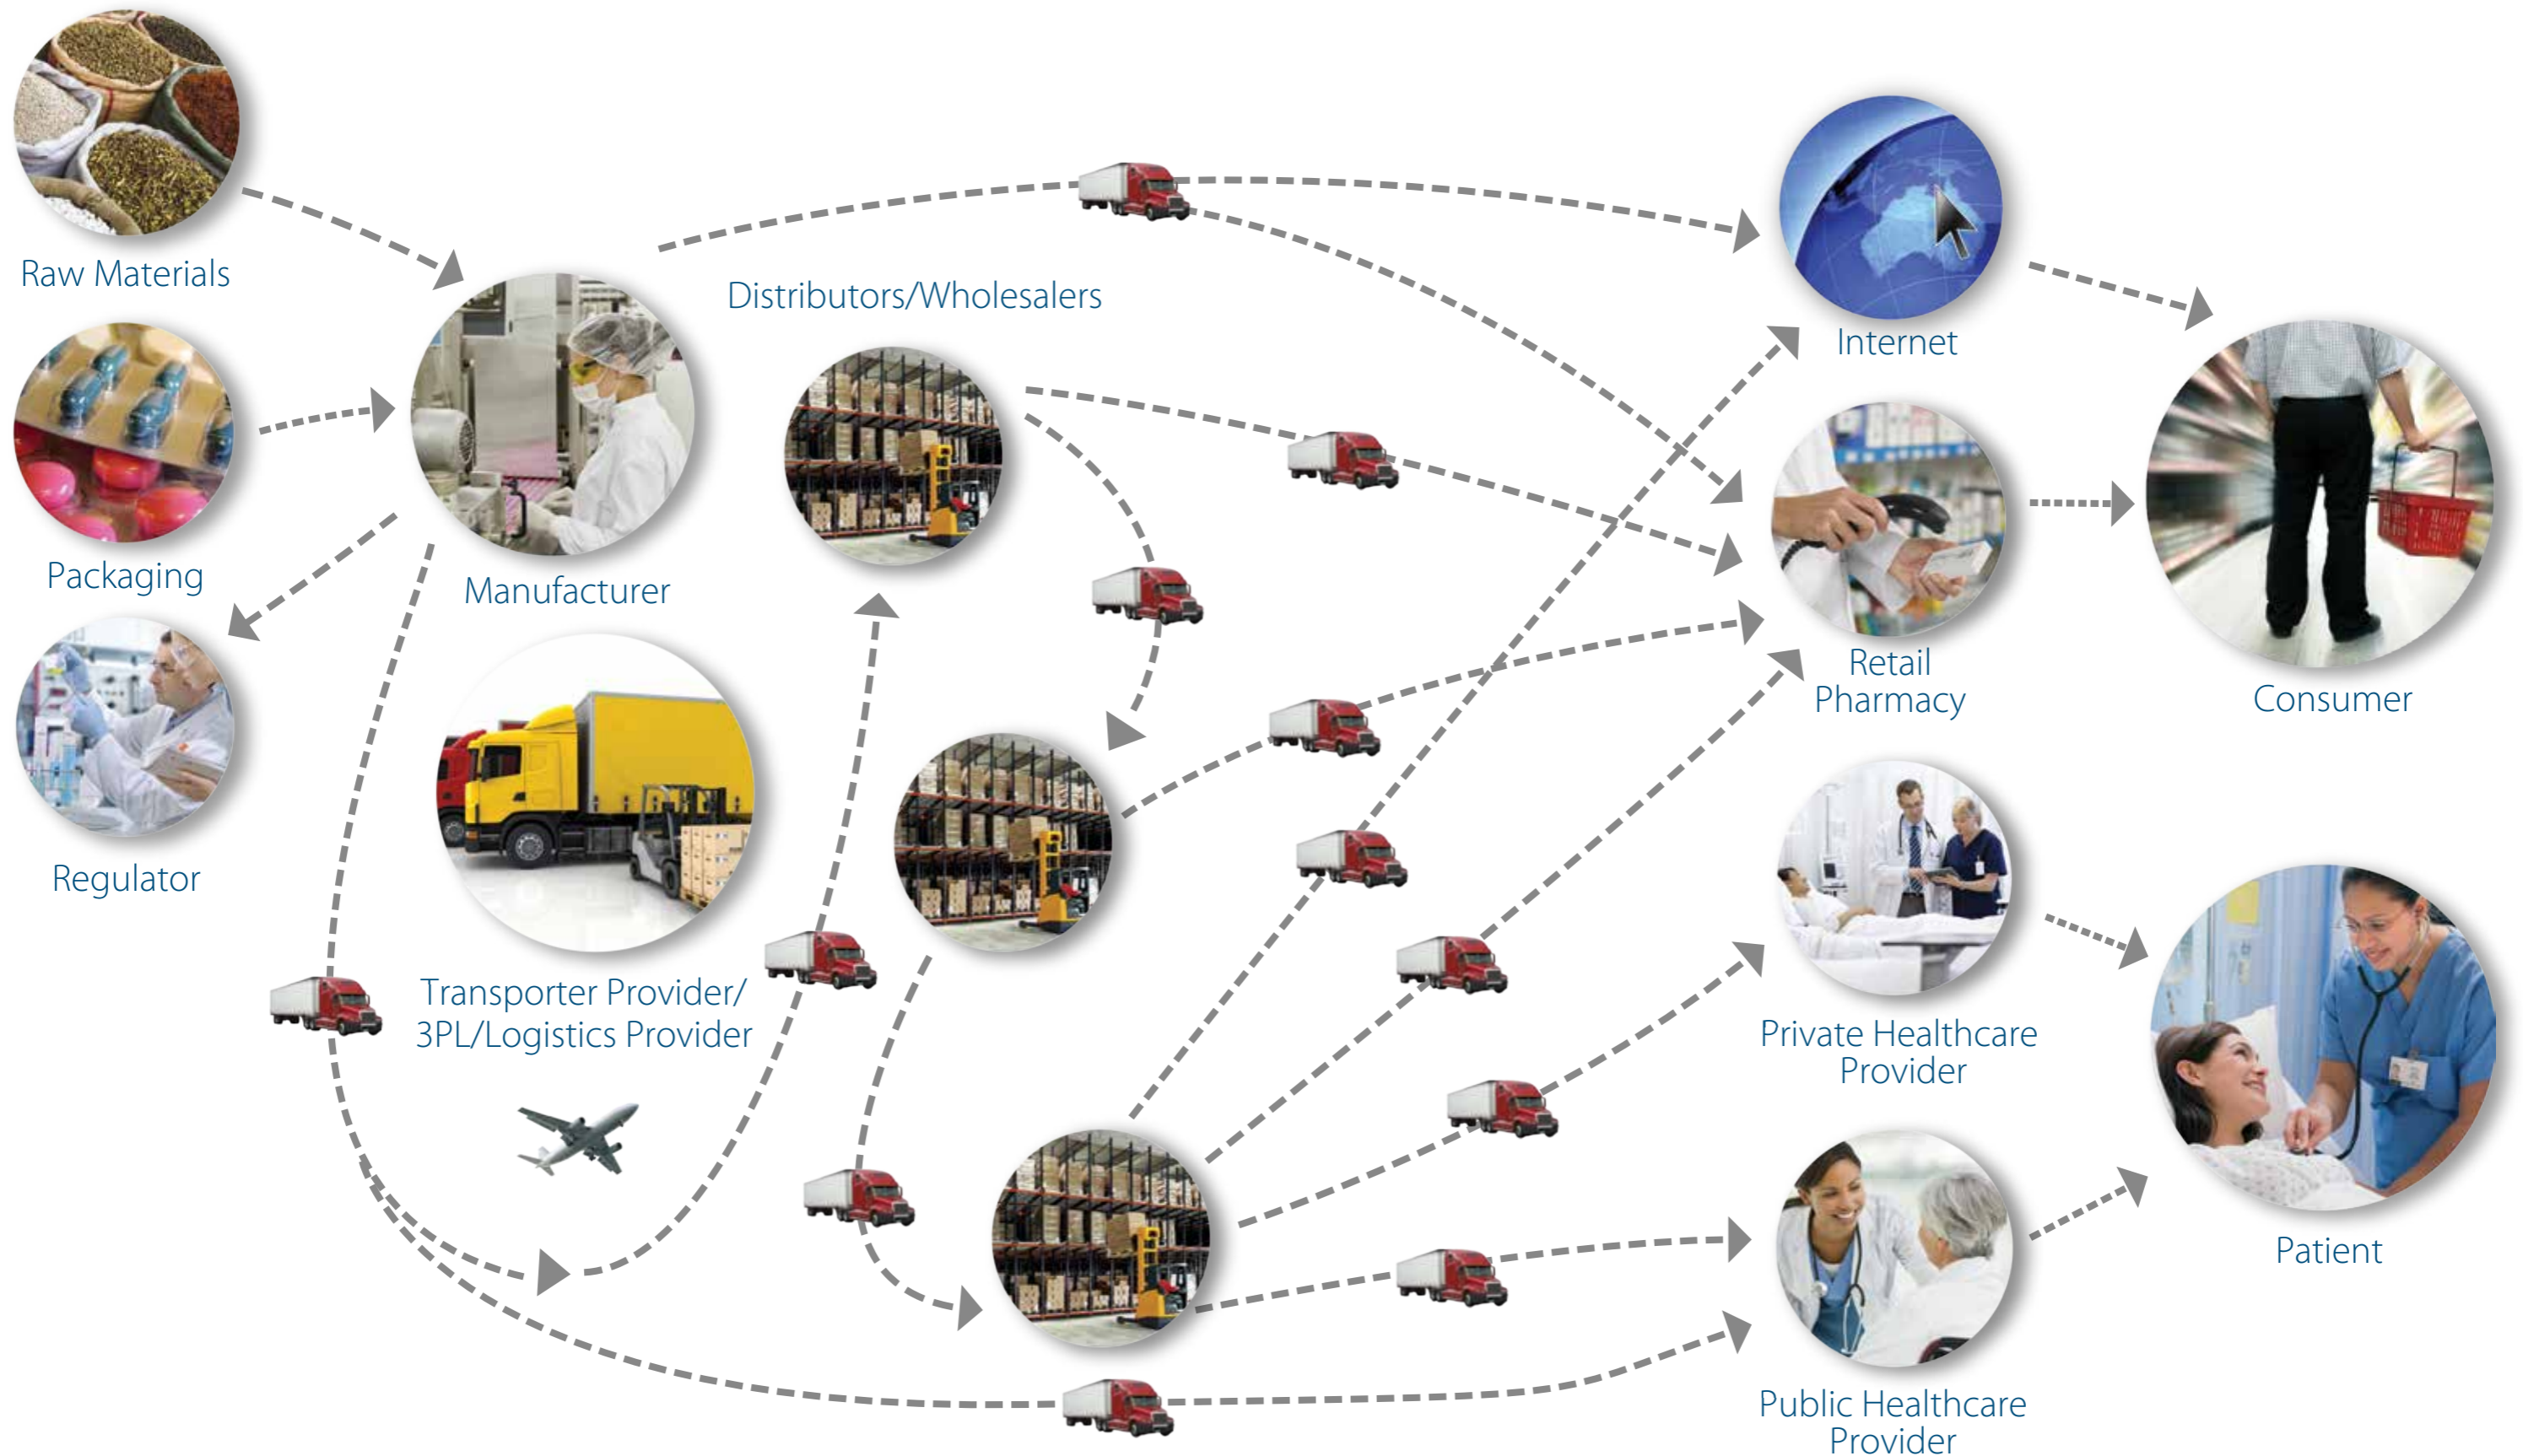 Raw Materials
Packaging
Regulator
Manufacturer
Transporter Provider/
3PL/Logistics Provider
Distributors/Wholesalers
Internet
Retail
Pharmacy
Private Healthcare
Provider
Public Healthcare
Provider
Consumer
Patient